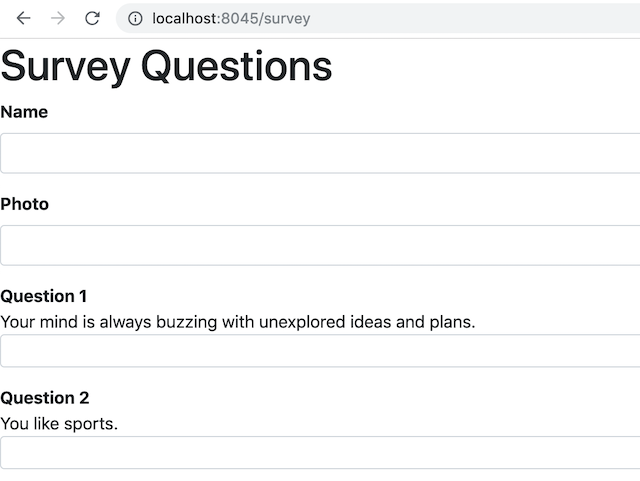 localhost:8045/survey
Survey Questions
Name
Photo
Question 1
Your mind is always buzzing with unexplored ideas and plans.
Question 2
You like sports.